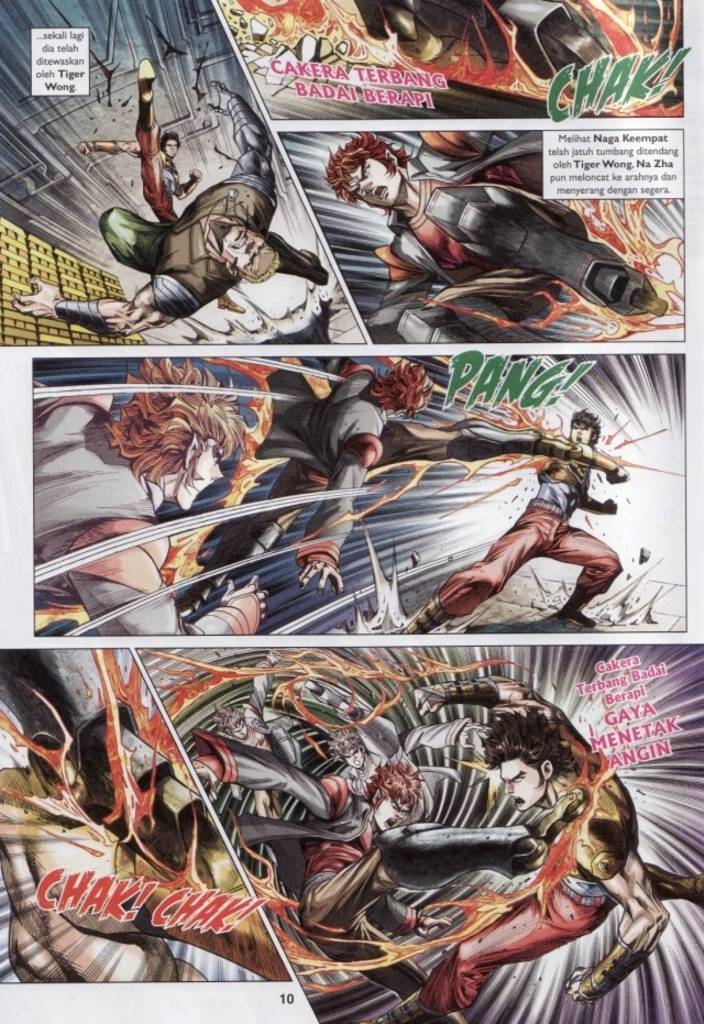 ...sekali lagi
dia telah
ditewaskan
oleh Tiger
Wong.
CAKERA TERBANG
BADAI BERAPI
CHAK!
Melihat Naga Keempat
telah jatuh tumbang ditendang
oleh Tiger Wong, Na Zha
pun meloncat ke arahnya dan
menyerang dengan segera.
PANG!
CHAK! CHAK!
Cakera
Terbang Badai
Berapi
GAYA
MENETAK
ANGIN
10